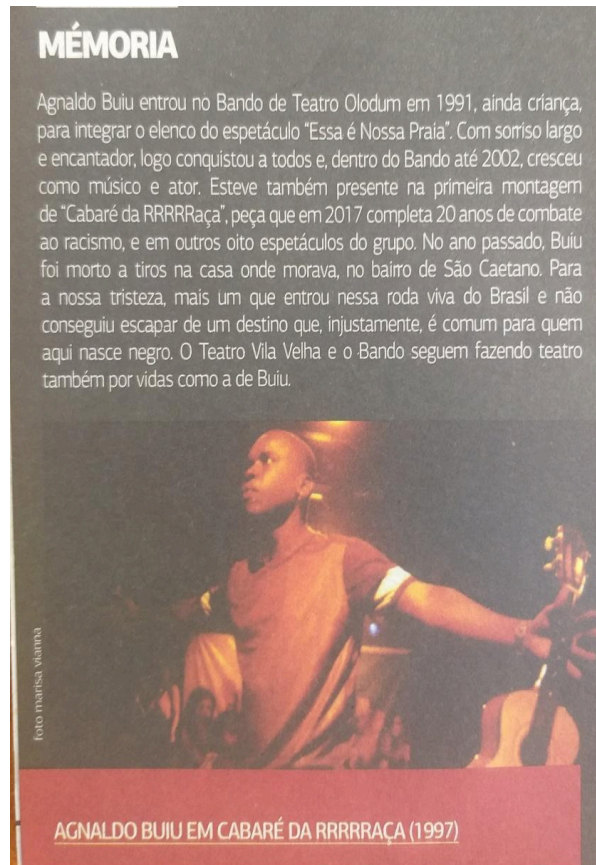 MÉMORIA
Agnaldo Buiu entrou no Bando de Teatro Olodum em 1991, ainda criança,
para integrar o elenco do espetáculo “Essa é Nossa Praia”. Com sorriso largo
e encantador, logo conquistou a todos e, dentro do Bando até 2002, cresceu
como músico e ator. Esteve também presente na primeira montagem
de “Cabaré da RRRRRaça”, peça que em 2017 completa 20 anos de combate
ao racismo, e em outros oito espetáculos do grupo. No ano passado, Buiu
foi morto a tiros na casa onde morava, no bairro de São Caetano. Para
a nossa tristeza, mais um que entrou nessa roda viva do Brasil e não
conseguiu escapar de um destino que, injustamente, é comum para quem
aqui nasce negro. O Teatro Vila Velha e o Bando seguem fazendo teatro
também por vidas como a de Buiu.
foto marisa vianna
AGNALDO BUIU EM CABARÉ DA RRRRRAÇA (1997)